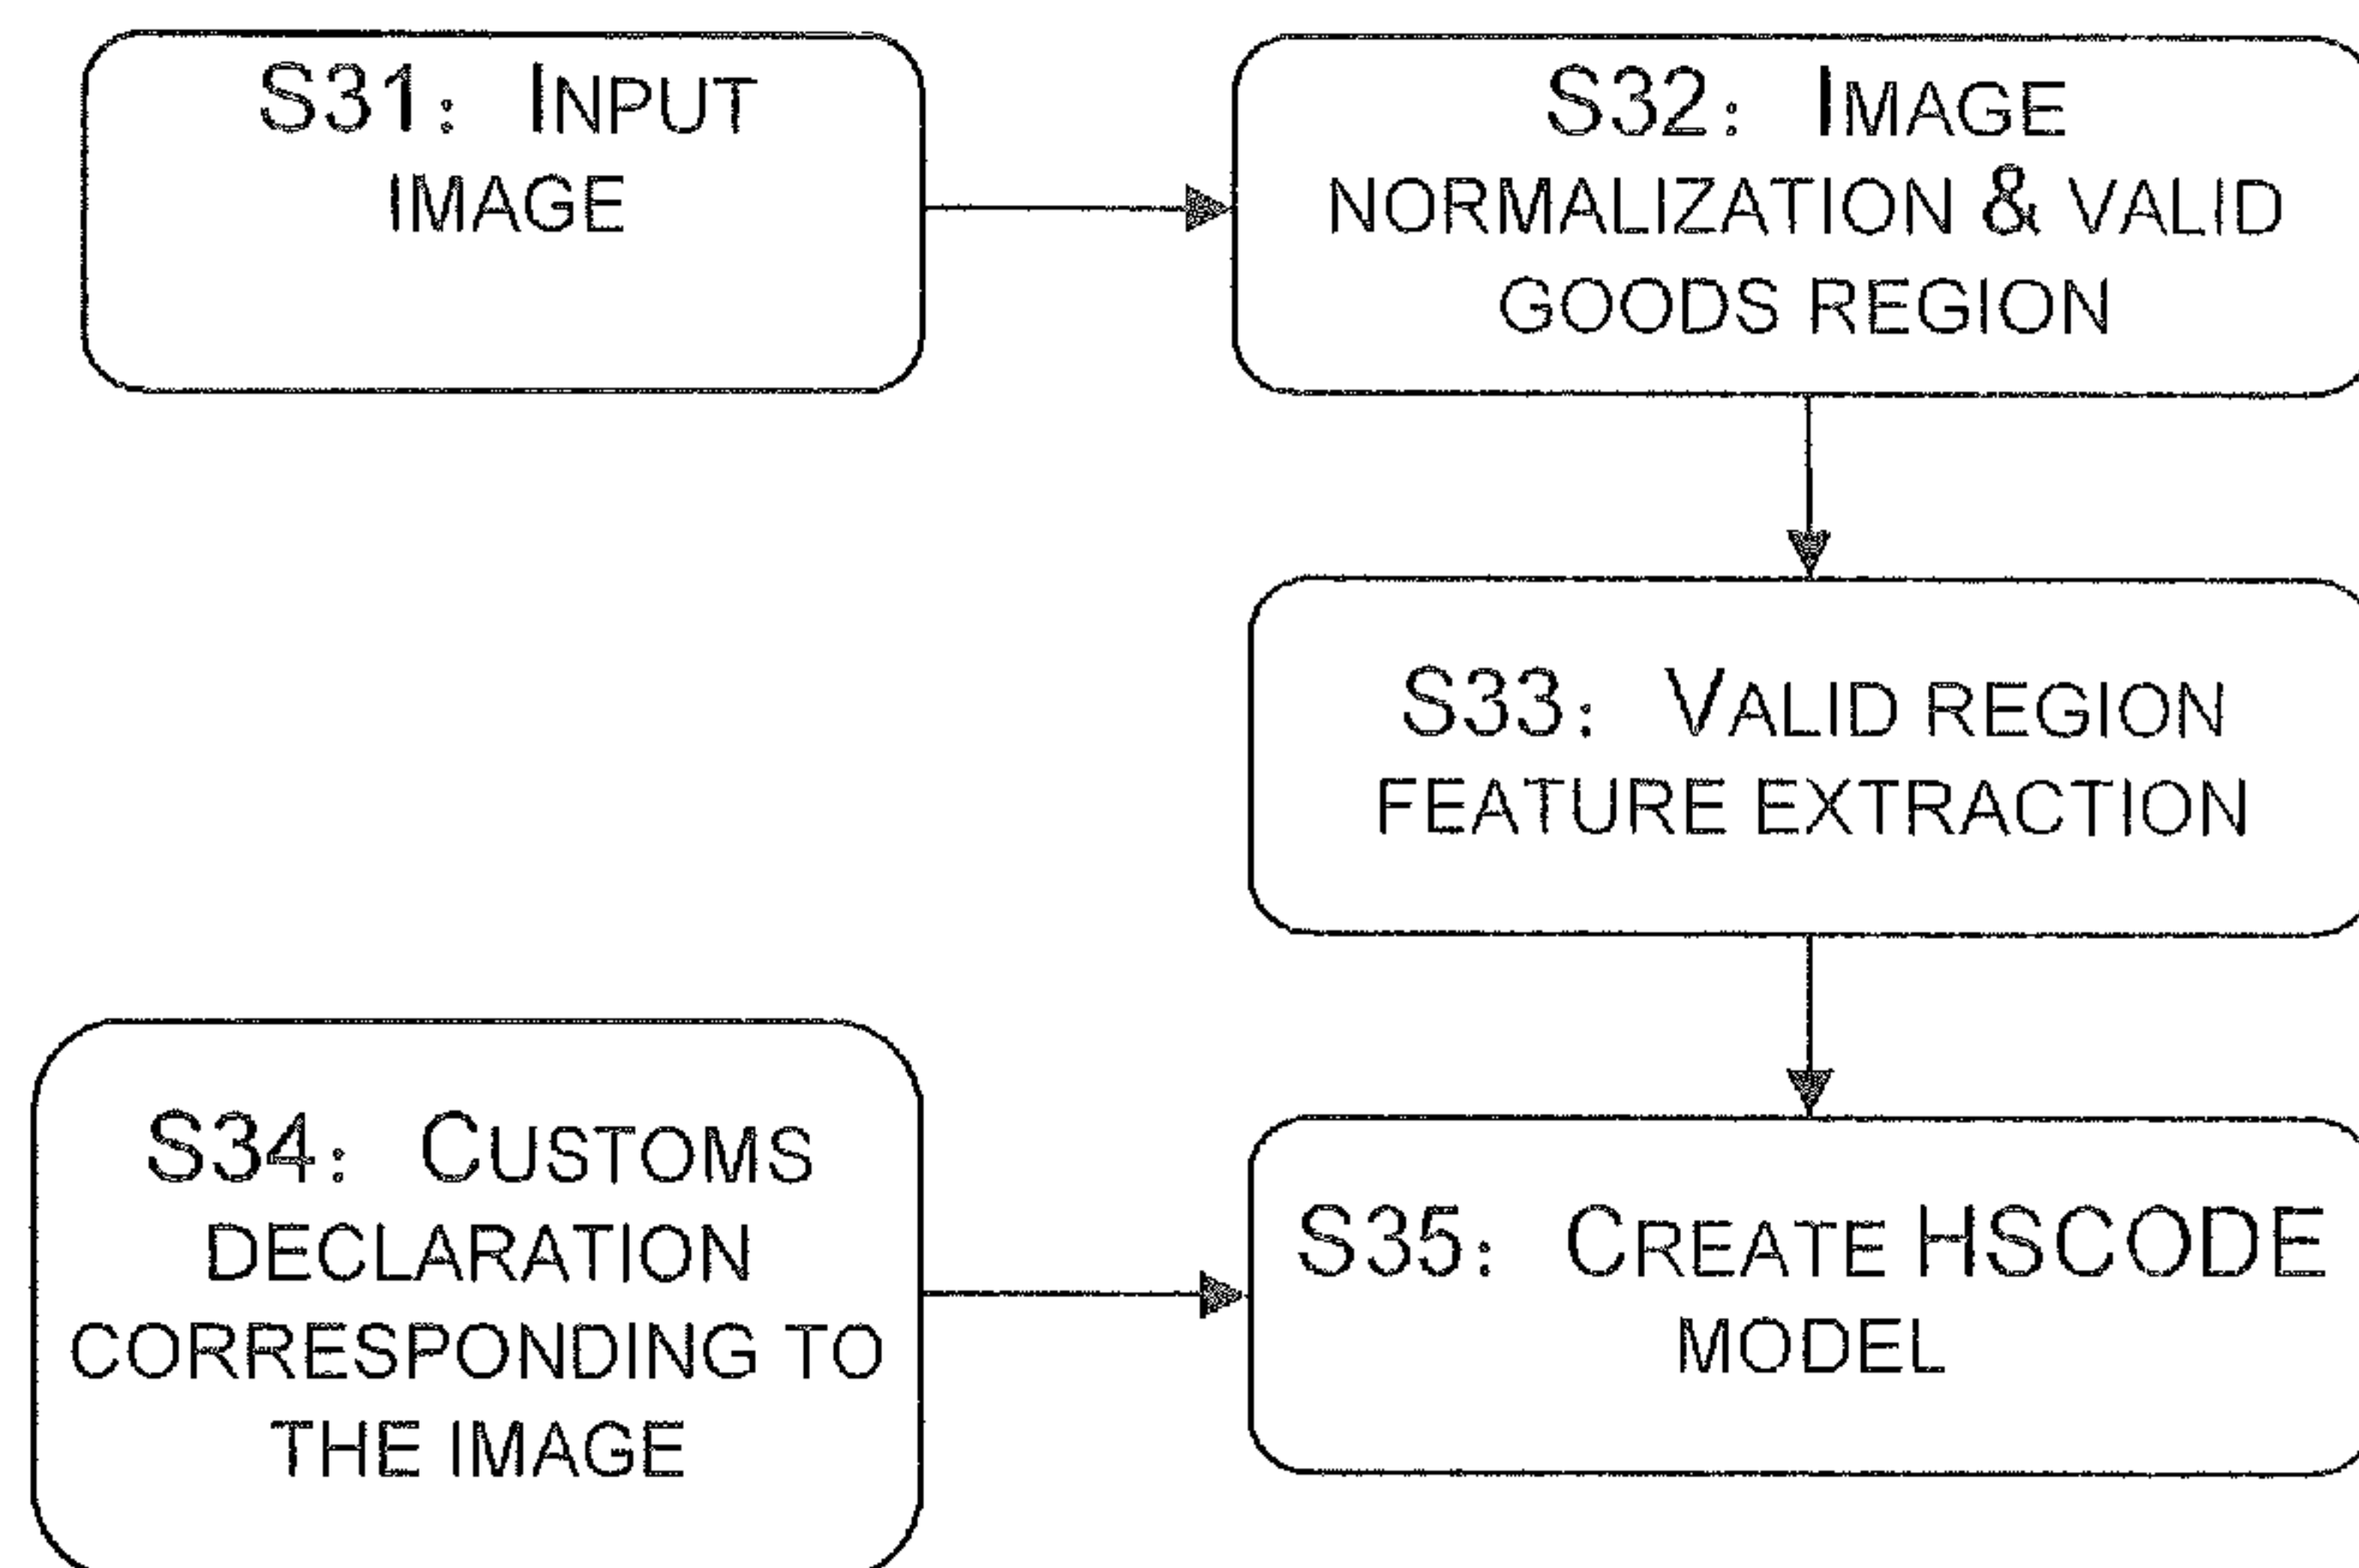 S31: INPUT
IMAGE
S32: IMAGE
NORMALIZATION & VALID
GOODS REGION
S33: VALID REGION
FEATURE EXTRACTION
S34: CUSTOMS
DECLARATION
CORRESPONDING TO
THE IMAGE
S35: CREATE HSCODE
MODEL